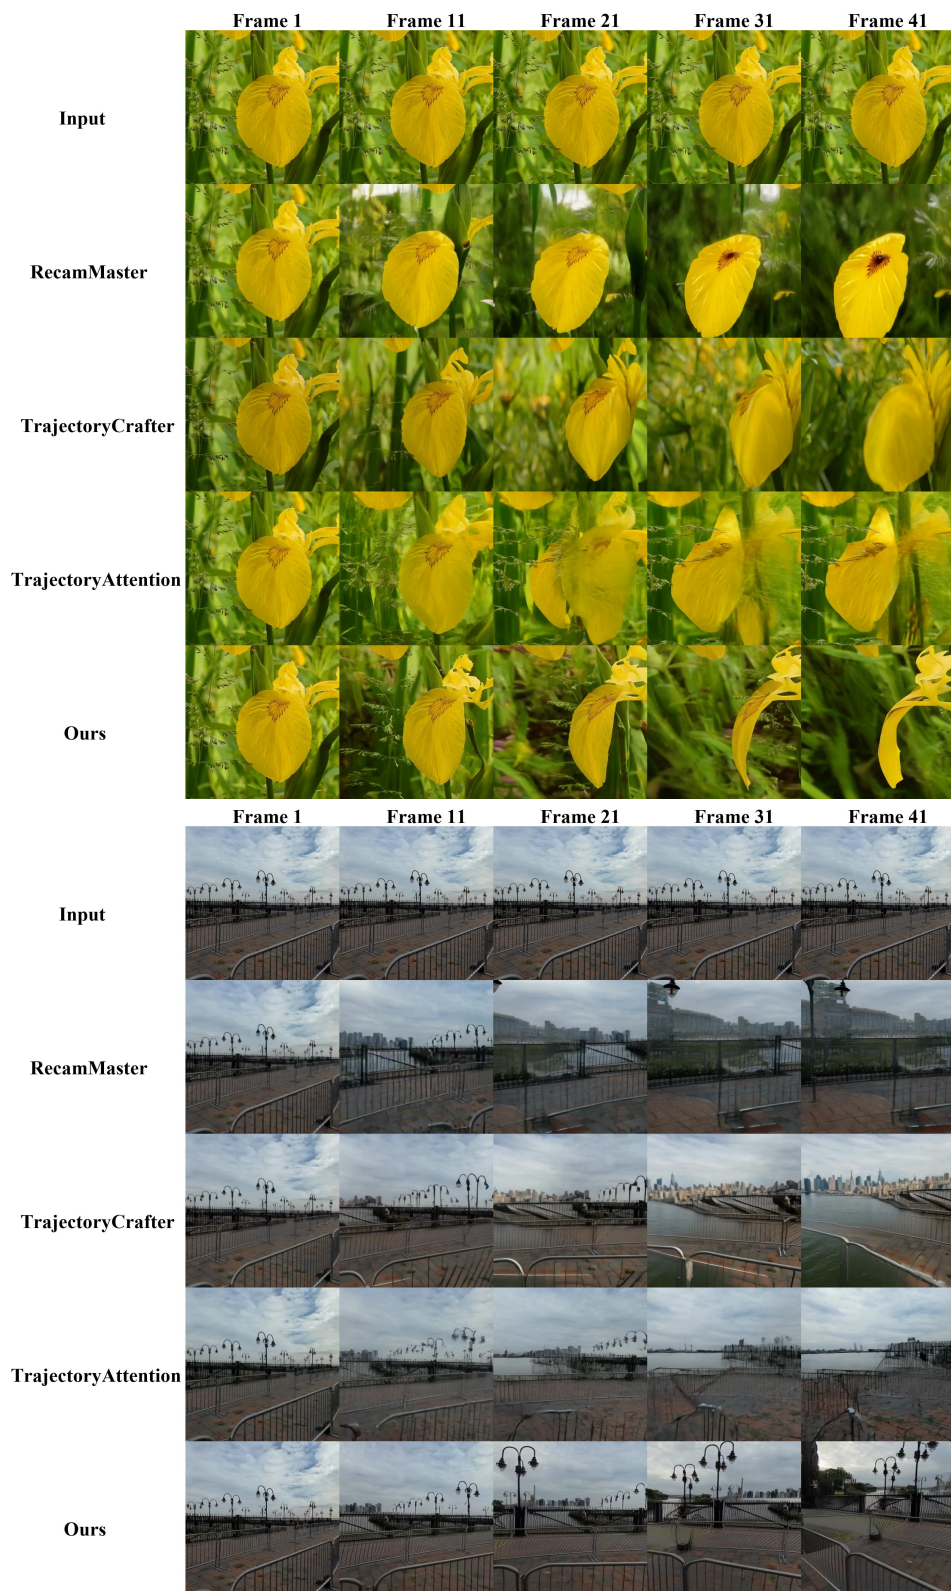 Frame 1 Frame 11 Frame 21 Frame 31 Frame 41
Input
RecamMaster
TrajectoryCrafter
TrajectoryAttention
Ours
Frame 1 Frame 11 Frame 21 Frame 31 Frame 41
Input
RecamMaster
TrajectoryCrafter
TrajectoryAttention
Ours